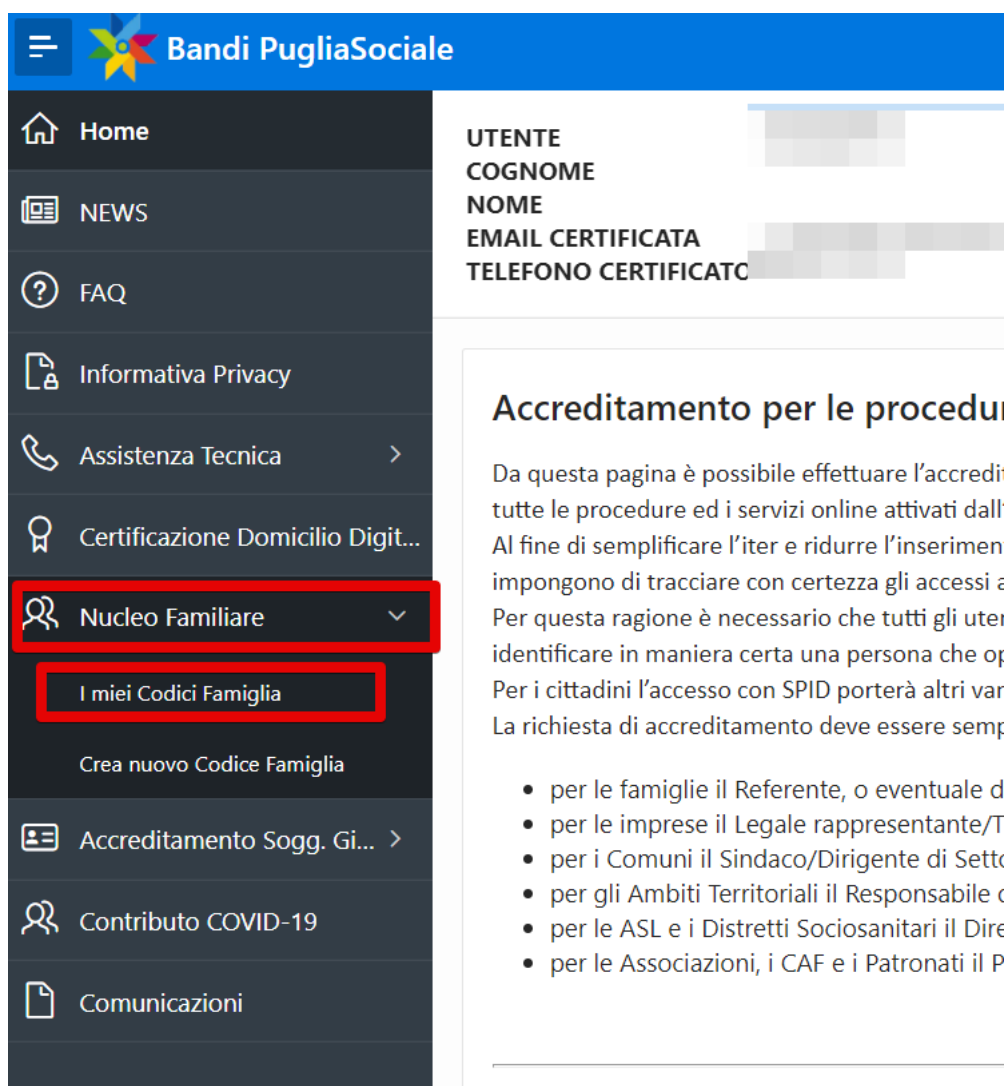 Bandi PugliaSociale
Home
NEWS
FAQ
Informativa Privacy
Assistenza Tecnica
Certificazione Domicilio Digit...
Nucleo Familiare
I miei Codici Famiglia
Crea nuovo Codice Famiglia
Accreditamento Sogg. Gi...
Contributo COVID-19
Comunicazioni
UTENTE
COGNOME
NOME
EMAIL CERTIFICATA
TELEFONO CERTIFICATO
Accreditamento per le procedu
Da questa pagina è possibile effettuare l'accredi
tutte le procedure ed i servizi online attivati dall'
Al fine di semplificare l'iter e ridurre l'inserimen
impongono di tracciare con certezza gli accessi a
Per questa ragione è necessario che tutti gli ute
identificare in maniera certa una persona che op
Per i cittadini l'accesso con SPID porterà altri van
La richiesta di accreditamento deve essere semp
• per le famiglie il Referente, o eventuale d
• per le imprese il Legale rappresentante/T
• per i Comuni il Sindaco/Dirigente di Setto
• per gli Ambiti Territoriali il Responsabile
• per le ASL e i Distretti Sociosanitari il Dire
• per le Associazioni, i CAF e i Patronati il P